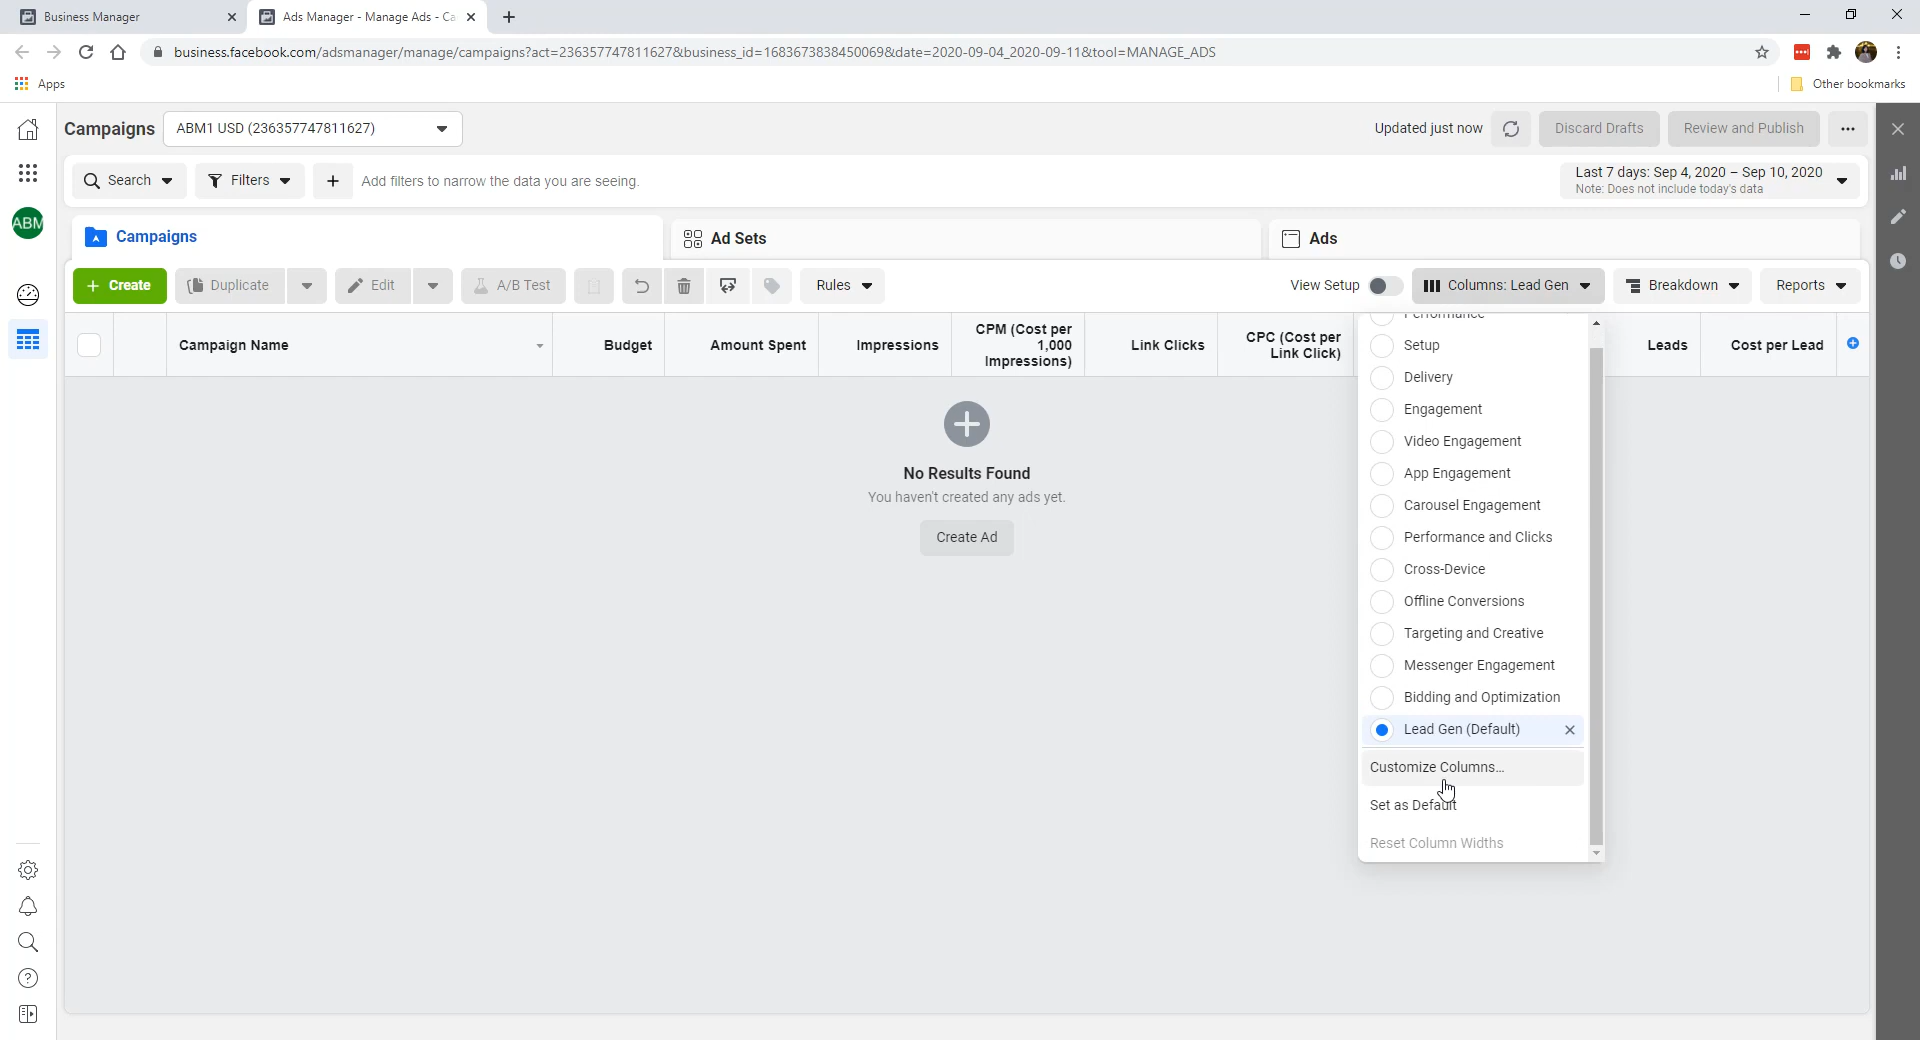 Business Manager
Ads Manager - Manage Ads - Ca
business.facebook.com/adsmanager/manage/campaigns?act=236357747811627&business_id=1683673838450069&date=2020-09-04_2020-09-11&tool=MANAGE_ADS
Apps
Other bookmarks
Campaigns
ABM1 USD (236357747811627)
Updated just now
Discard Drafts
Review and Publish
Search
Filters
Add filters to narrow the data you are seeing.
Last 7 days: Sep 4, 2020 – Sep 10, 2020
Note: Does not include today's data
ABM
Campaigns
Ad Sets
Ads
Create
Duplicate
Edit
A/B Test
Rules
View Setup
Columns: Lead Gen
Breakdown
Reports
Campaign Name
Budget
Amount Spent
Impressions
CPM (Cost per
1,000
Impressions)
Link Clicks
CPC (Cost per
Link Click)
Leads
Cost per Lead
Performance
Setup
Delivery
Engagement
Video Engagement
App Engagement
Carousel Engagement
Performance and Clicks
Cross-Device
Offline Conversions
Targeting and Creative
Messenger Engagement
Bidding and Optimization
Lead Gen (Default)
Customize Columns...
Set as Default
Reset Column Widths
No Results Found
You haven't created any ads yet.
Create Ad